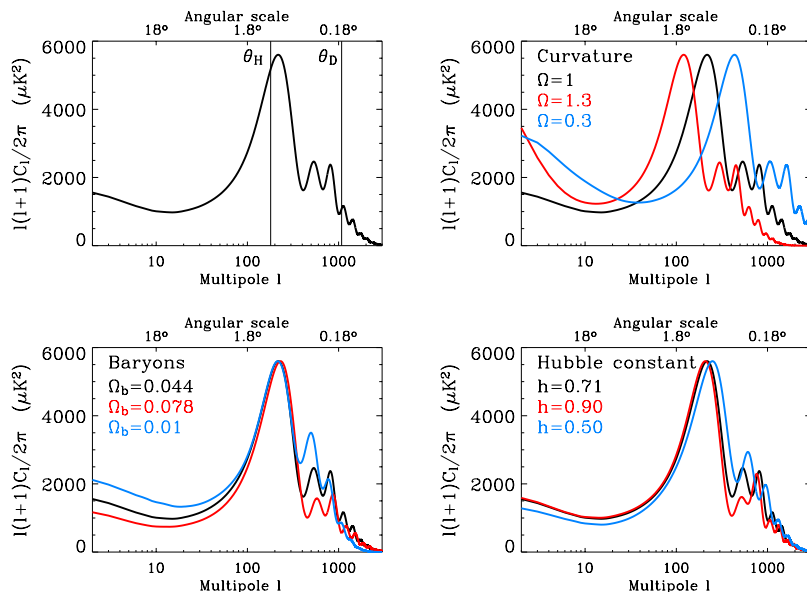 Angular scale
18° 1.8° 0.18°
6000
4000
2000
0
l(l+1)C_l/2π (μK²)
θ_H θ_D
10 100 1000
Multipole l
Angular scale
18° 1.8° 0.18°
6000
4000
2000
0
l(l+1)C_l/2π (μK²)
Curvature
Ω=1
Ω=1.3
Ω=0.3
10 100 1000
Multipole l
Angular scale
18° 1.8° 0.18°
6000
4000
2000
0
l(l+1)C_l/2π (μK²)
Baryons
Ω_b=0.044
Ω_b=0.078
Ω_b=0.01
10 100 1000
Multipole l
Angular scale
18° 1.8° 0.18°
6000
4000
2000
0
l(l+1)C_l/2π (μK²)
Hubble constant
h=0.71
h=0.90
h=0.50
10 100 1000
Multipole l